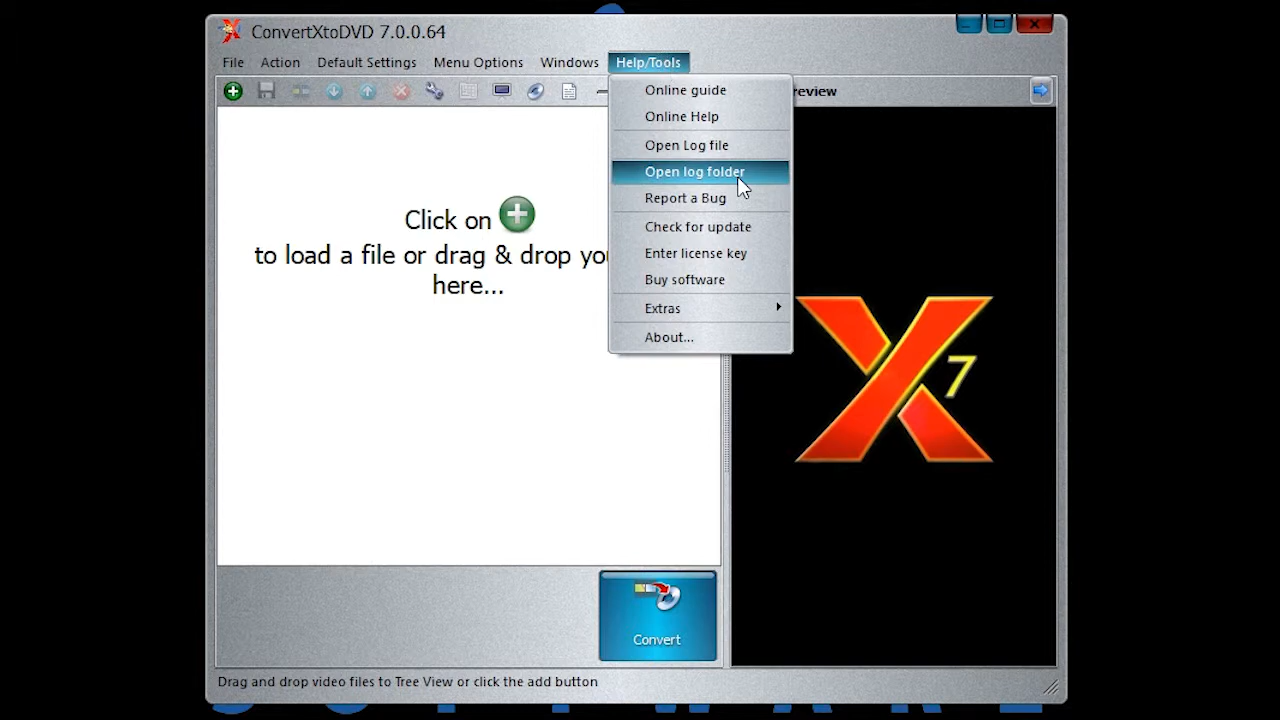 ConvertXtoDVD 7.0.0.64
File Action Default Settings Menu Options Windows Help/Tools
review
Online guide
Online Help
Open Log file
Open log folder
Report a Bug
Check for update
Enter license key
Buy software
Extras
About...
Click on
to load a file or drag & drop yo
here...
X 7
Convert
Drag and drop video files to Tree View or click the add button